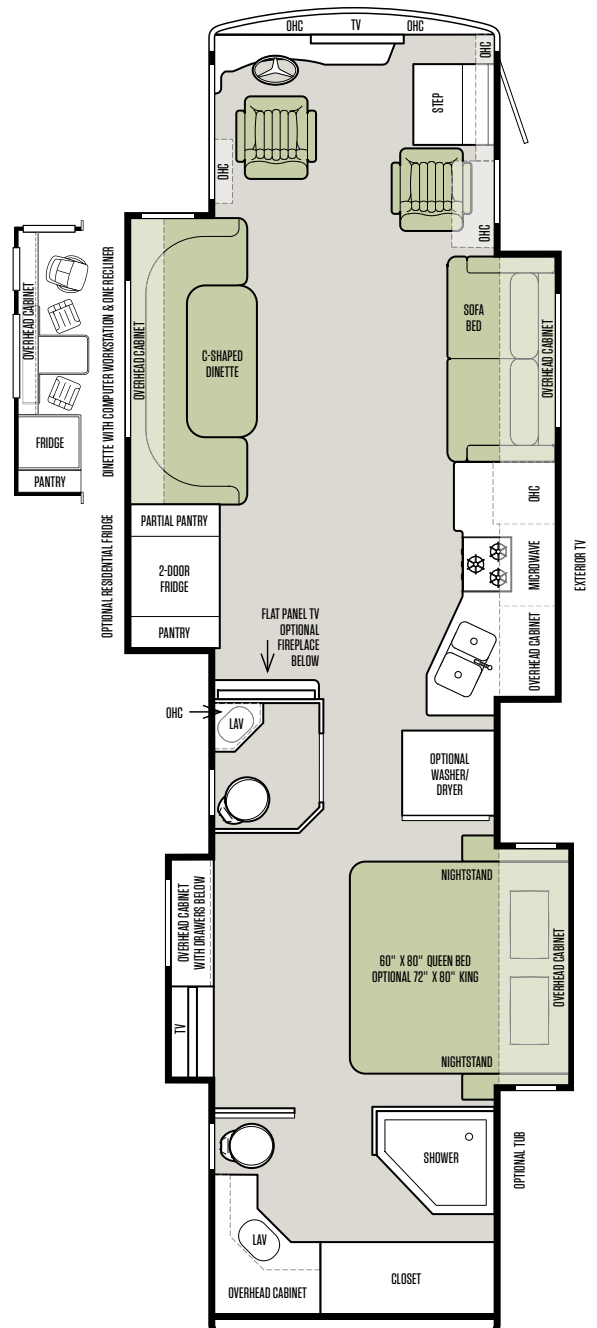 OHC
TV
OHC
OHC
STEP
OHC
OHC
OVERHEAD CABINET
FRIDGE
PANTRY
DINETTE WITH COMPUTER WORKSTATION & ONE RECLINER
OVERHEAD CABINET
C-SHAPED
DINETTE
SOFA
BED
OVERHEAD CABINET
OPTIONAL RESIDENTIAL FRIDGE
PARTIAL PANTRY
2-DOOR
FRIDGE
PANTRY
OHC
MICROWAVE
OVERHEAD CABINET
EXTERIOR TV
FLAT PANEL TV
OPTIONAL
FIREPLACE
BELOW
OHC
LAV
OPTIONAL
WASHER/
DRYER
OVERHEAD CABINET
WITH DRAWERS BELOW
TV
NIGHTSTAND
60" X 80" QUEEN BED
OPTIONAL 72" X 80" KING
OVERHEAD CABINET
NIGHTSTAND
SHOWER
OPTIONAL TUB
LAV
OVERHEAD CABINET
CLOSET